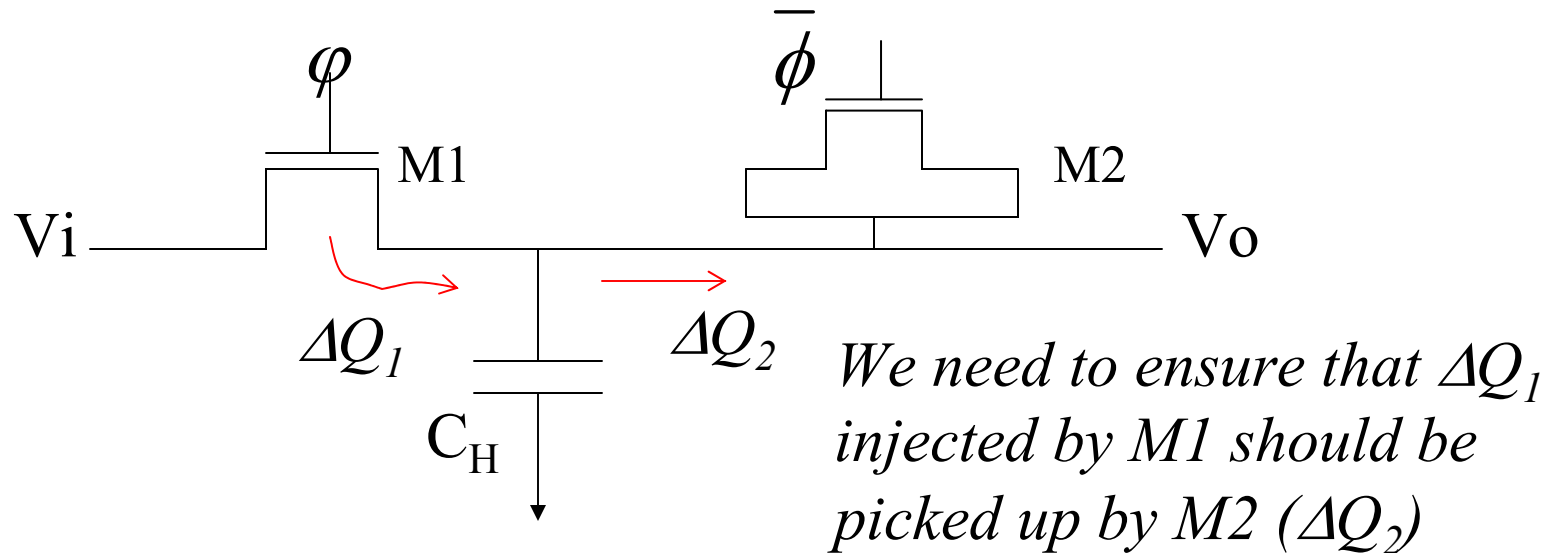 φ
ϕ̅
M1
M2
Vi
Vo
ΔQ₁
ΔQ₂
C_H
We need to ensure that ΔQ₁
injected by M1 should be
picked up by M2 (ΔQ₂)